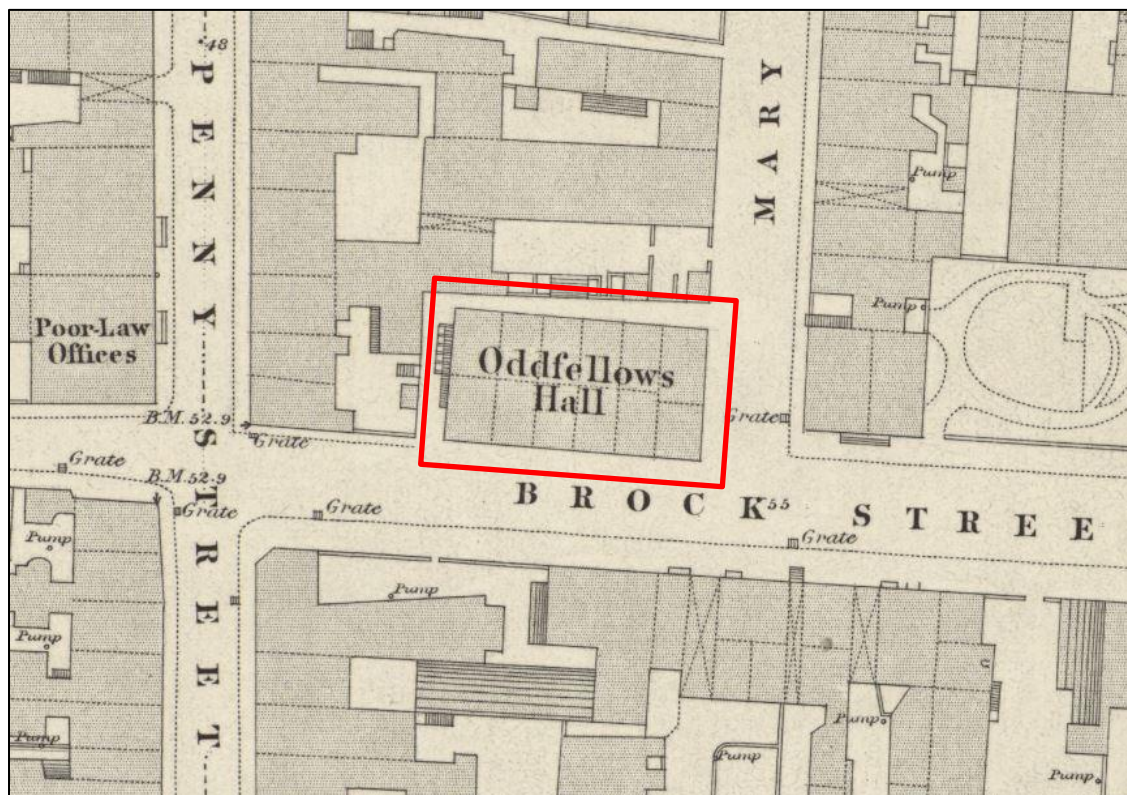 48
PENNY STREET
MARY
Pump
Pump
Poor-Law
Offices
Oddfellows
Hall
B.M. 52.9
Grate
Grate
Grate
B.M. 52.9
Grate
BROCK STREE
55
Grate
Grate
Pump
Pump
Pump
Pump
Pump
Pump
Pump